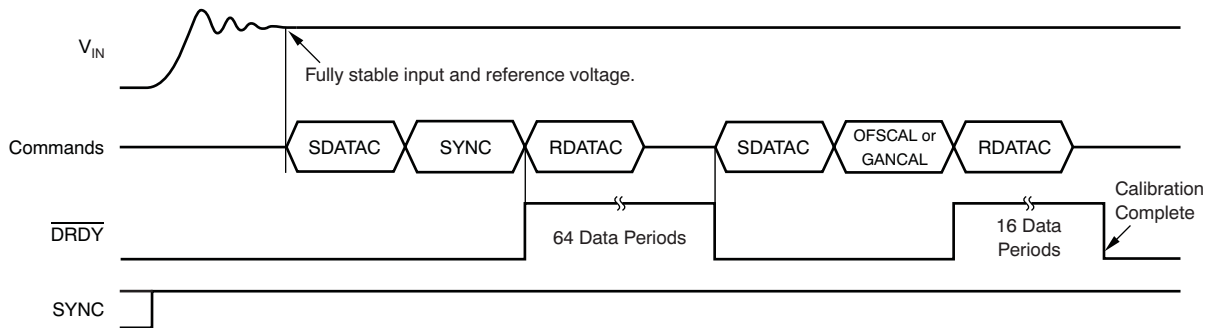 VIN
Fully stable input and reference voltage.
Commands
SDATAC
SYNC
RDATAC
SDATAC
OFSCAL or
GANCAL
RDATAC
DRDY
64 Data Periods
16 Data
Periods
Calibration
Complete
SYNC